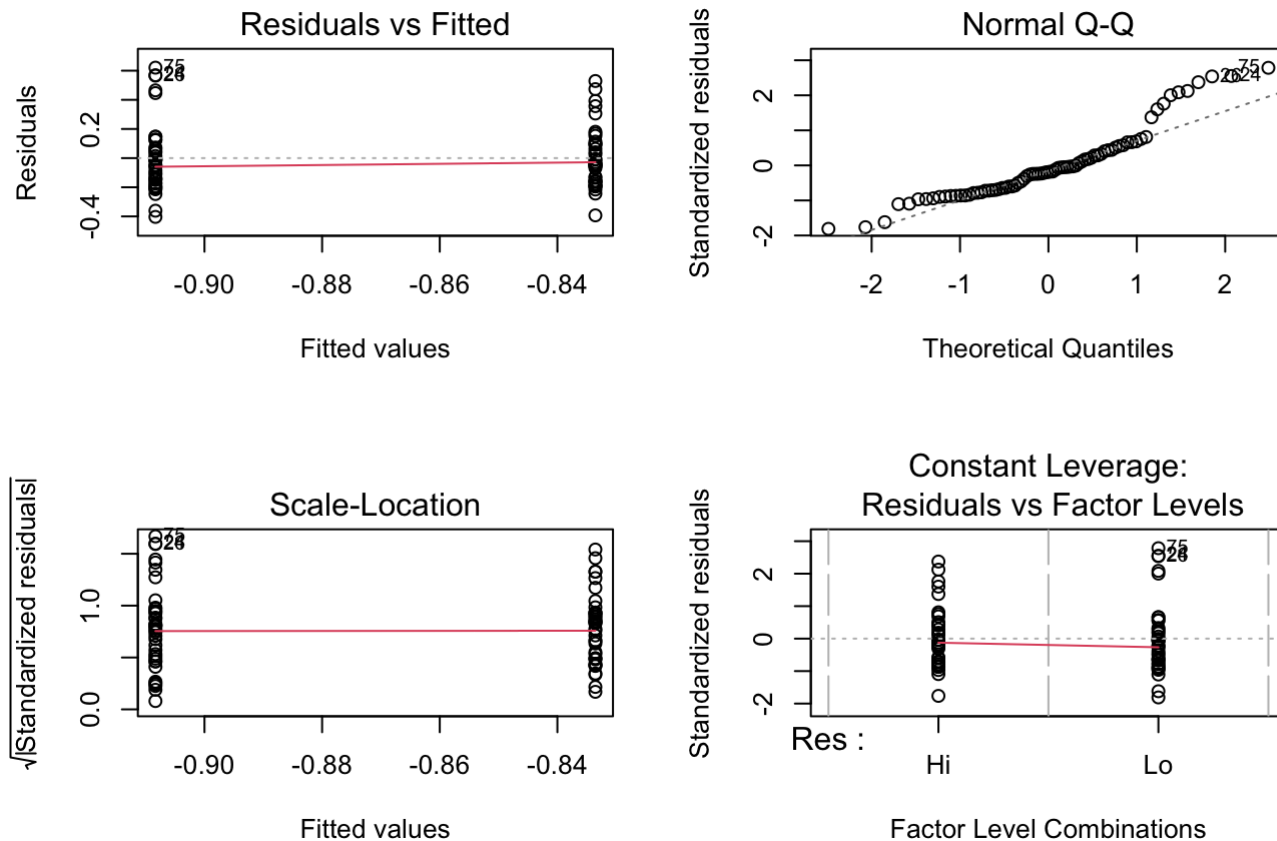 Residuals vs Fitted
Residuals
0.2
-0.4
75
-0.90 -0.88 -0.86 -0.84
Fitted values
Normal Q-Q
Standardized residuals
2
0
-2
26 75
24
-2 -1 0 1 2
Theoretical Quantiles
Scale-Location
√|Standardized residuals|
1.0
0.0
75
-0.90 -0.88 -0.86 -0.84
Fitted values
Constant Leverage:
Residuals vs Factor Levels
Standardized residuals
2
0
-2
75
Res :
Hi Lo
Factor Level Combinations